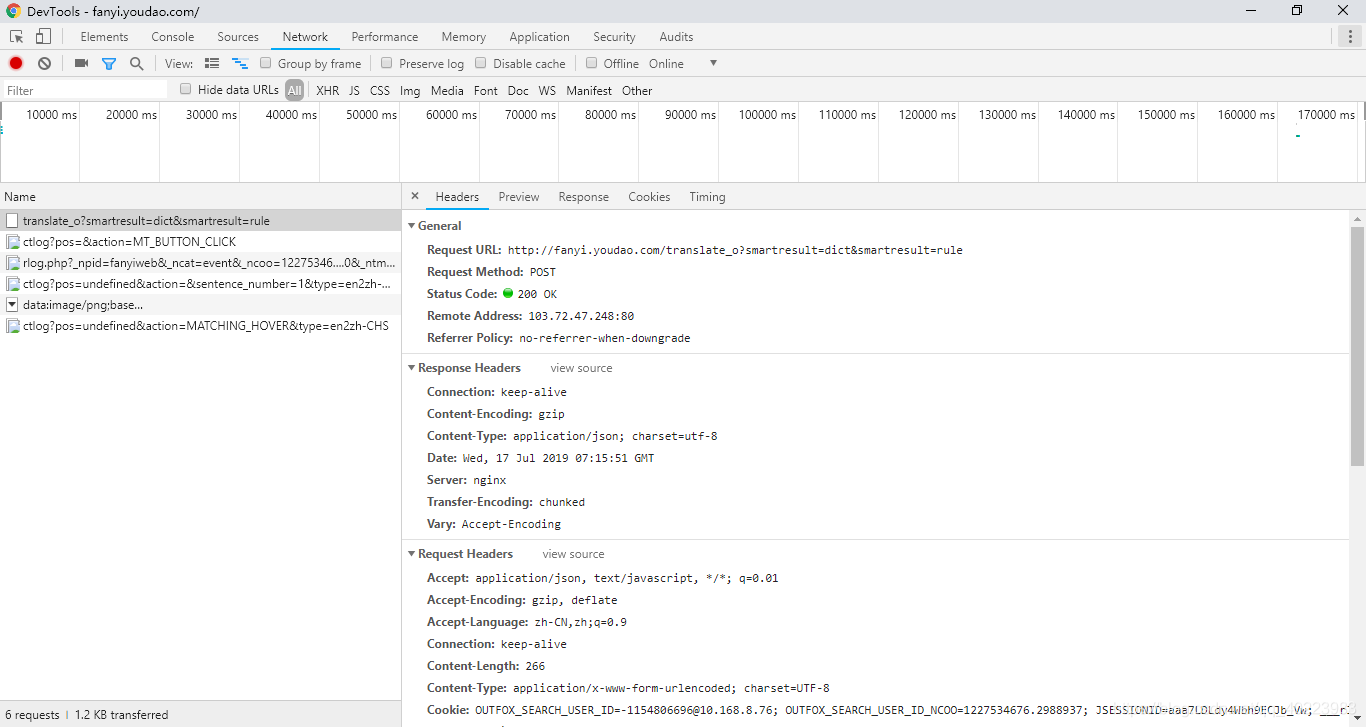 DevTools - fanyi.youdao.com/
Elements Console Sources Network Performance Memory Application Security Audits
View: Group by frame Preserve log Disable cache Offline Online
Filter Hide data URLs All XHR JS CSS Img Media Font Doc WS Manifest Other
10000 ms 20000 ms 30000 ms 40000 ms 50000 ms 60000 ms 70000 ms 80000 ms 90000 ms 100000 ms 110000 ms 120000 ms 130000 ms 140000 ms 150000 ms 160000 ms 170000 ms
Name
translate_o?smartresult=dict&smartresult=rule
ctlog?pos=&action=MT_BUTTON_CLICK
rlog.php?_npid=fanyiweb&_ncat=event&_ncoo=12275346....0&_ntm...
ctlog?pos=undefined&action=&sentence_number=1&type=en2zh-...
data:image/png;base...
ctlog?pos=undefined&action=MATCHING_HOVER&type=en2zh-CHS
6 requests | 1.2 KB transferred
× Headers Preview Response Cookies Timing
General
Request URL: http://fanyi.youdao.com/translate_o?smartresult=dict&smartresult=rule
Request Method: POST
Status Code: 200 OK
Remote Address: 103.72.47.248:80
Referrer Policy: no-referrer-when-downgrade
Response Headers view source
Connection: keep-alive
Content-Encoding: gzip
Content-Type: application/json; charset=utf-8
Date: Wed, 17 Jul 2019 07:15:51 GMT
Server: nginx
Transfer-Encoding: chunked
Vary: Accept-Encoding
Request Headers view source
Accept: application/json, text/javascript, */*; q=0.01
Accept-Encoding: gzip, deflate
Accept-Language: zh-CN,zh;q=0.9
Connection: keep-alive
Content-Length: 266
Content-Type: application/x-www-form-urlencoded; charset=UTF-8
Cookie: OUTFOX_SEARCH_USER_ID=-1154806696@10.168.8.76; OUTFOX_SEARCH_USER_ID_NCOO=1227534676.2988937;